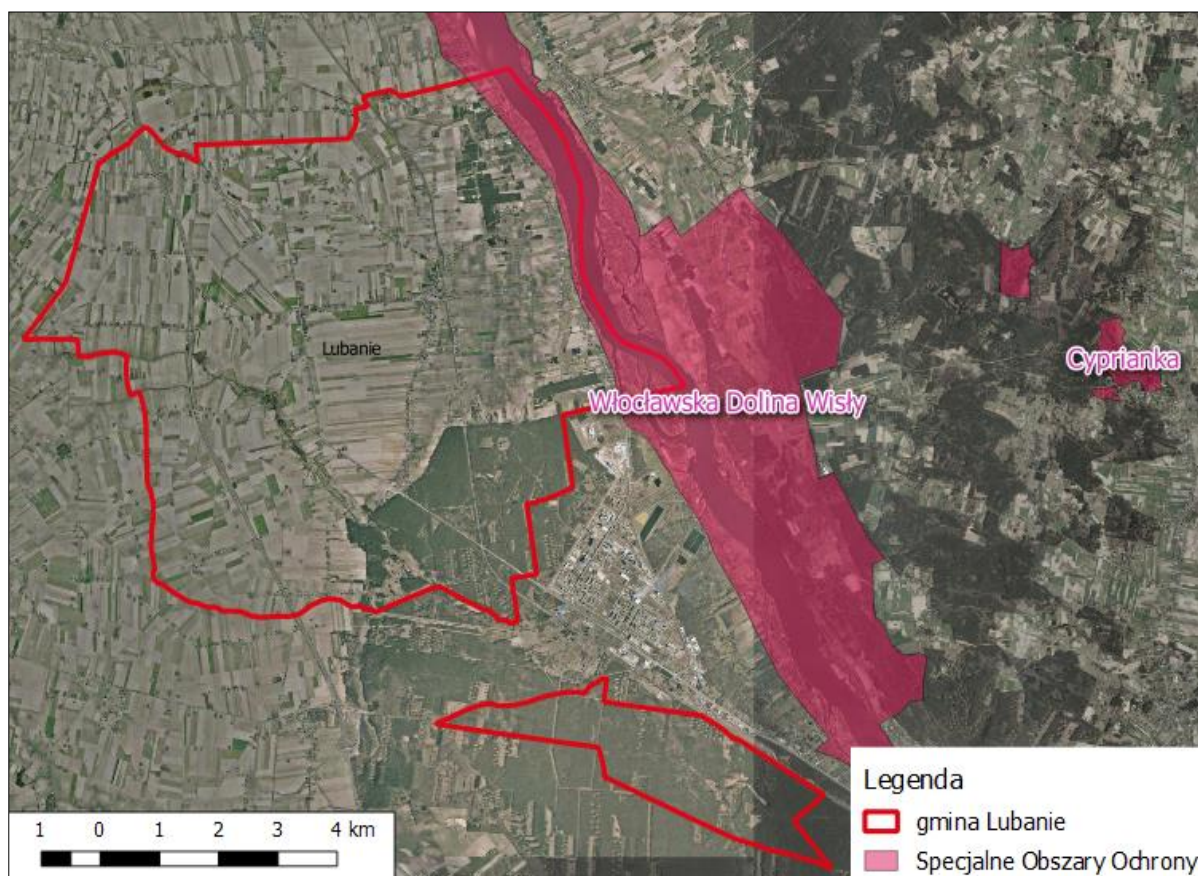 Lubanie
Cyprianka
Włocławska Dolina Wisły
1 0 1 2 3 4 km
Legenda
gmina Lubanie
Specjalne Obszary Ochrony